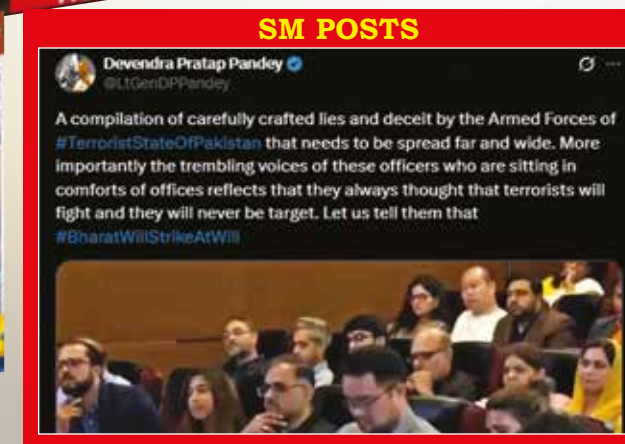 SM POSTS
Devendra Pratap Pandey
@LtGenDPPandey
A compilation of carefully crafted lies and deceit by the Armed Forces of
#TerroristStateOfPakistan that needs to be spread far and wide. More
importantly the trembling voices of these officers who are sitting in
comforts of offices reflects that they always thought that terrorists will
fight and they will never be target. Let us tell them that
#BharatWillStrikeAtWill